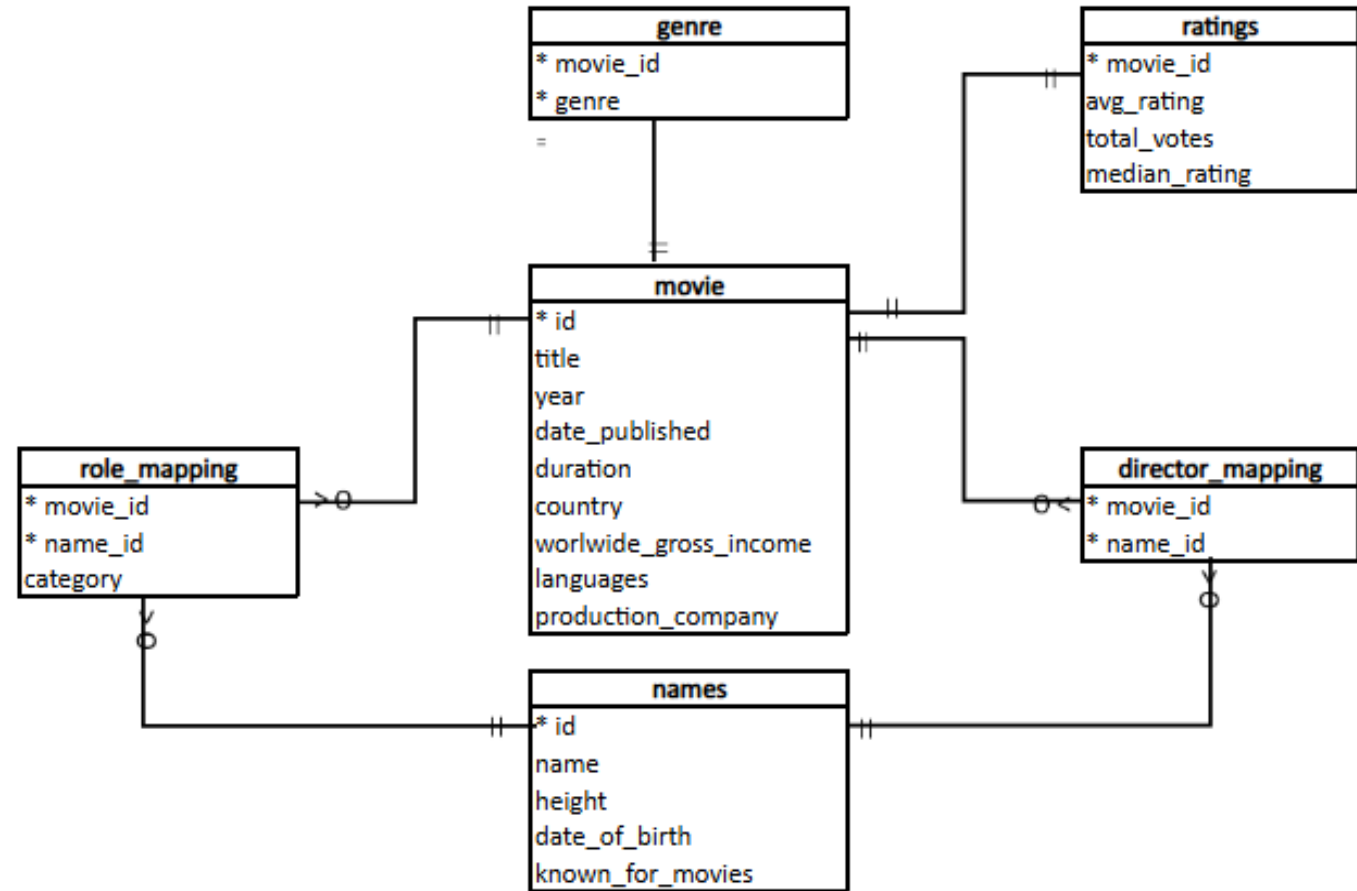 genre
* movie_id
* genre
ratings
* movie_id
avg_rating
total_votes
median_rating
movie
* id
title
year
date_published
duration
country
worlwide_gross_income
languages
production_company
role_mapping
* movie_id
* name_id
category
director_mapping
* movie_id
* name_id
names
* id
name
height
date_of_birth
known_for_movies